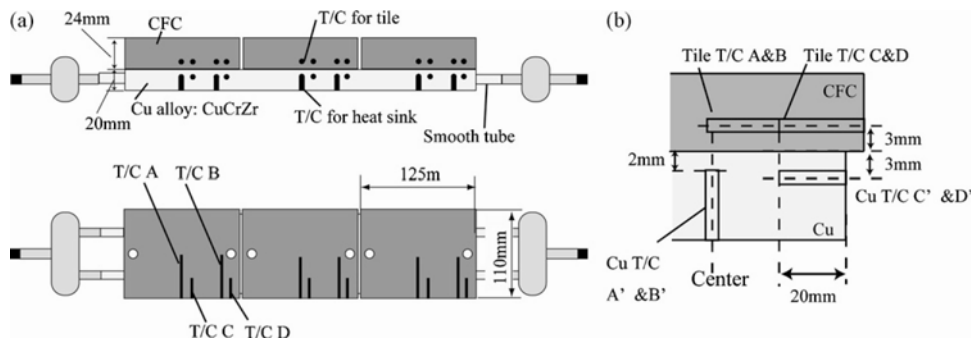 (a)
24mm
CFC
T/C for tile
20mm
Cu alloy: CuCrZr
T/C for heat sink
Smooth tube
T/C A
T/C B
125m
110mm
T/C C
T/C D
(b)
Tile T/C A&B
Tile T/C C&D
CFC
3mm
2mm
3mm
Cu T/C C' &D'
Cu
Cu T/C
A' &B'
Center
20mm